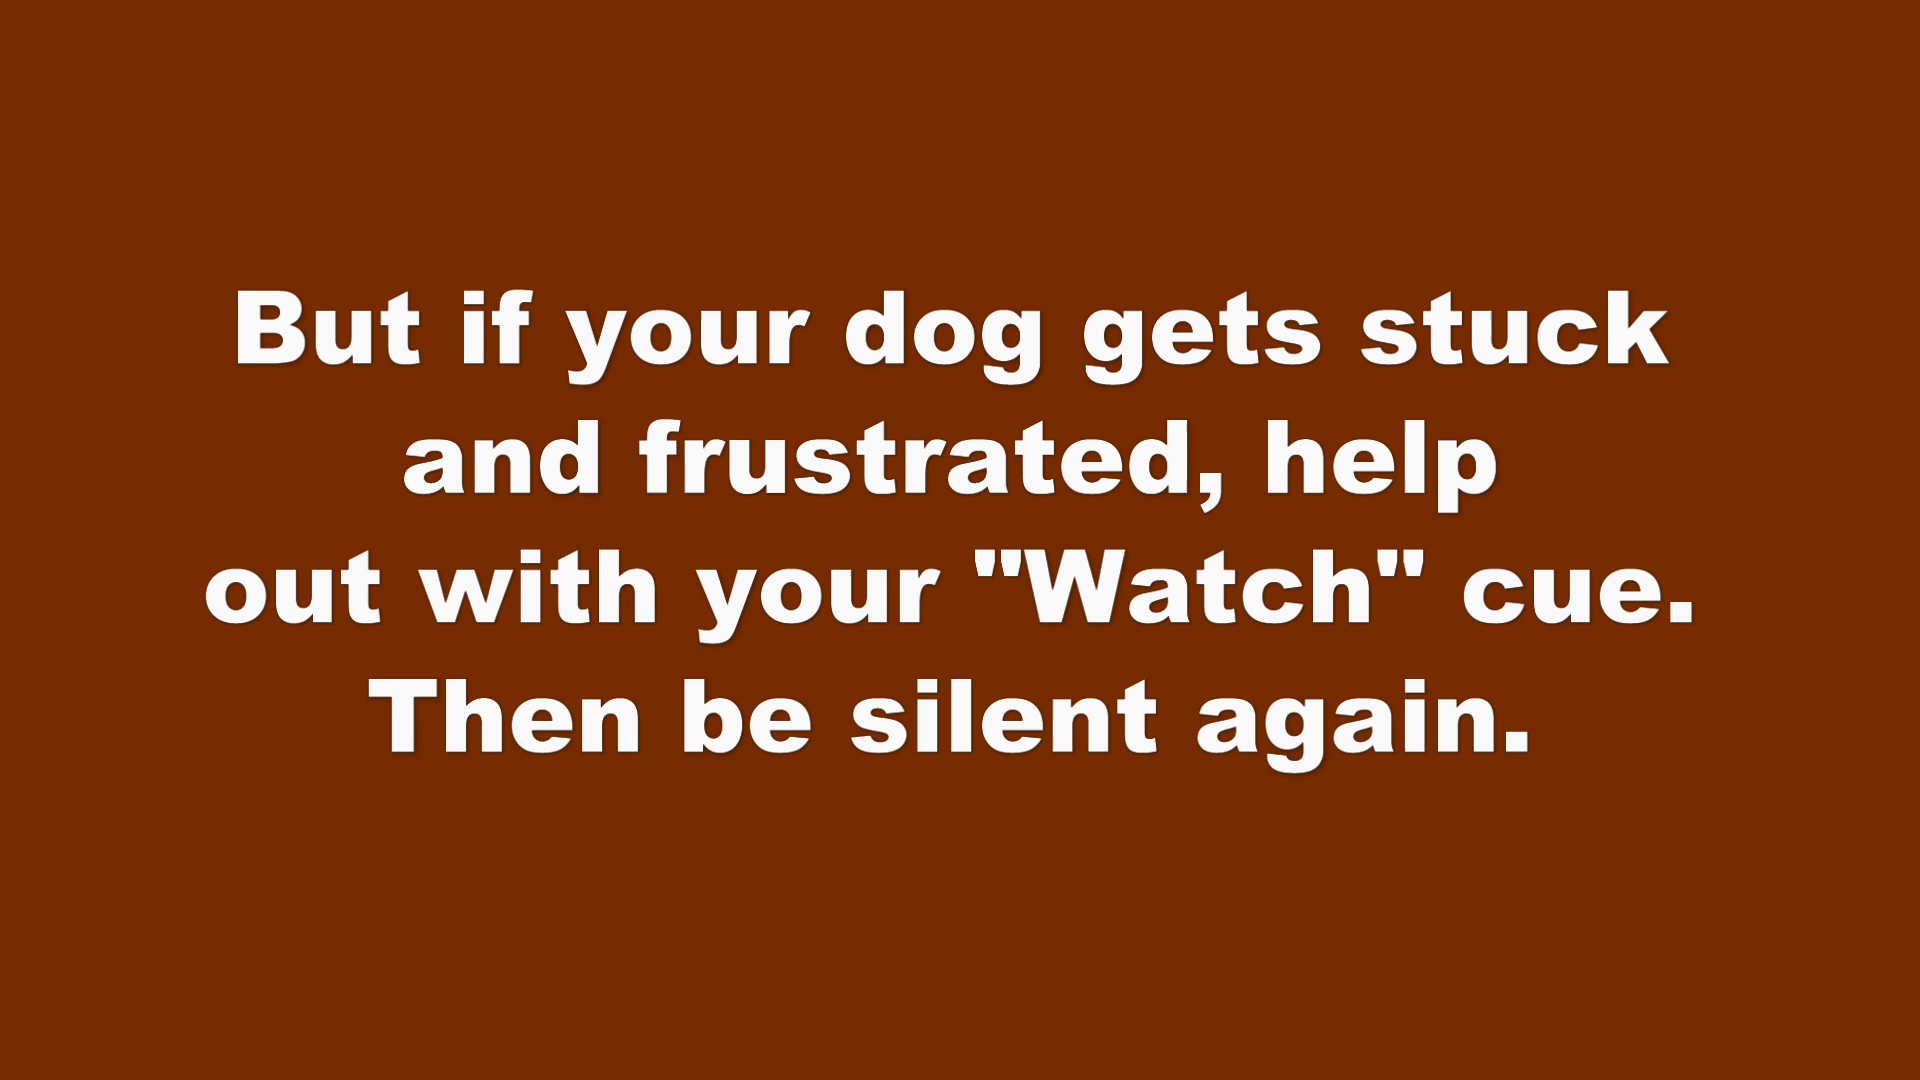 But if your dog gets stuck
and frustrated, help
out with your "Watch" cue.
Then be silent again.